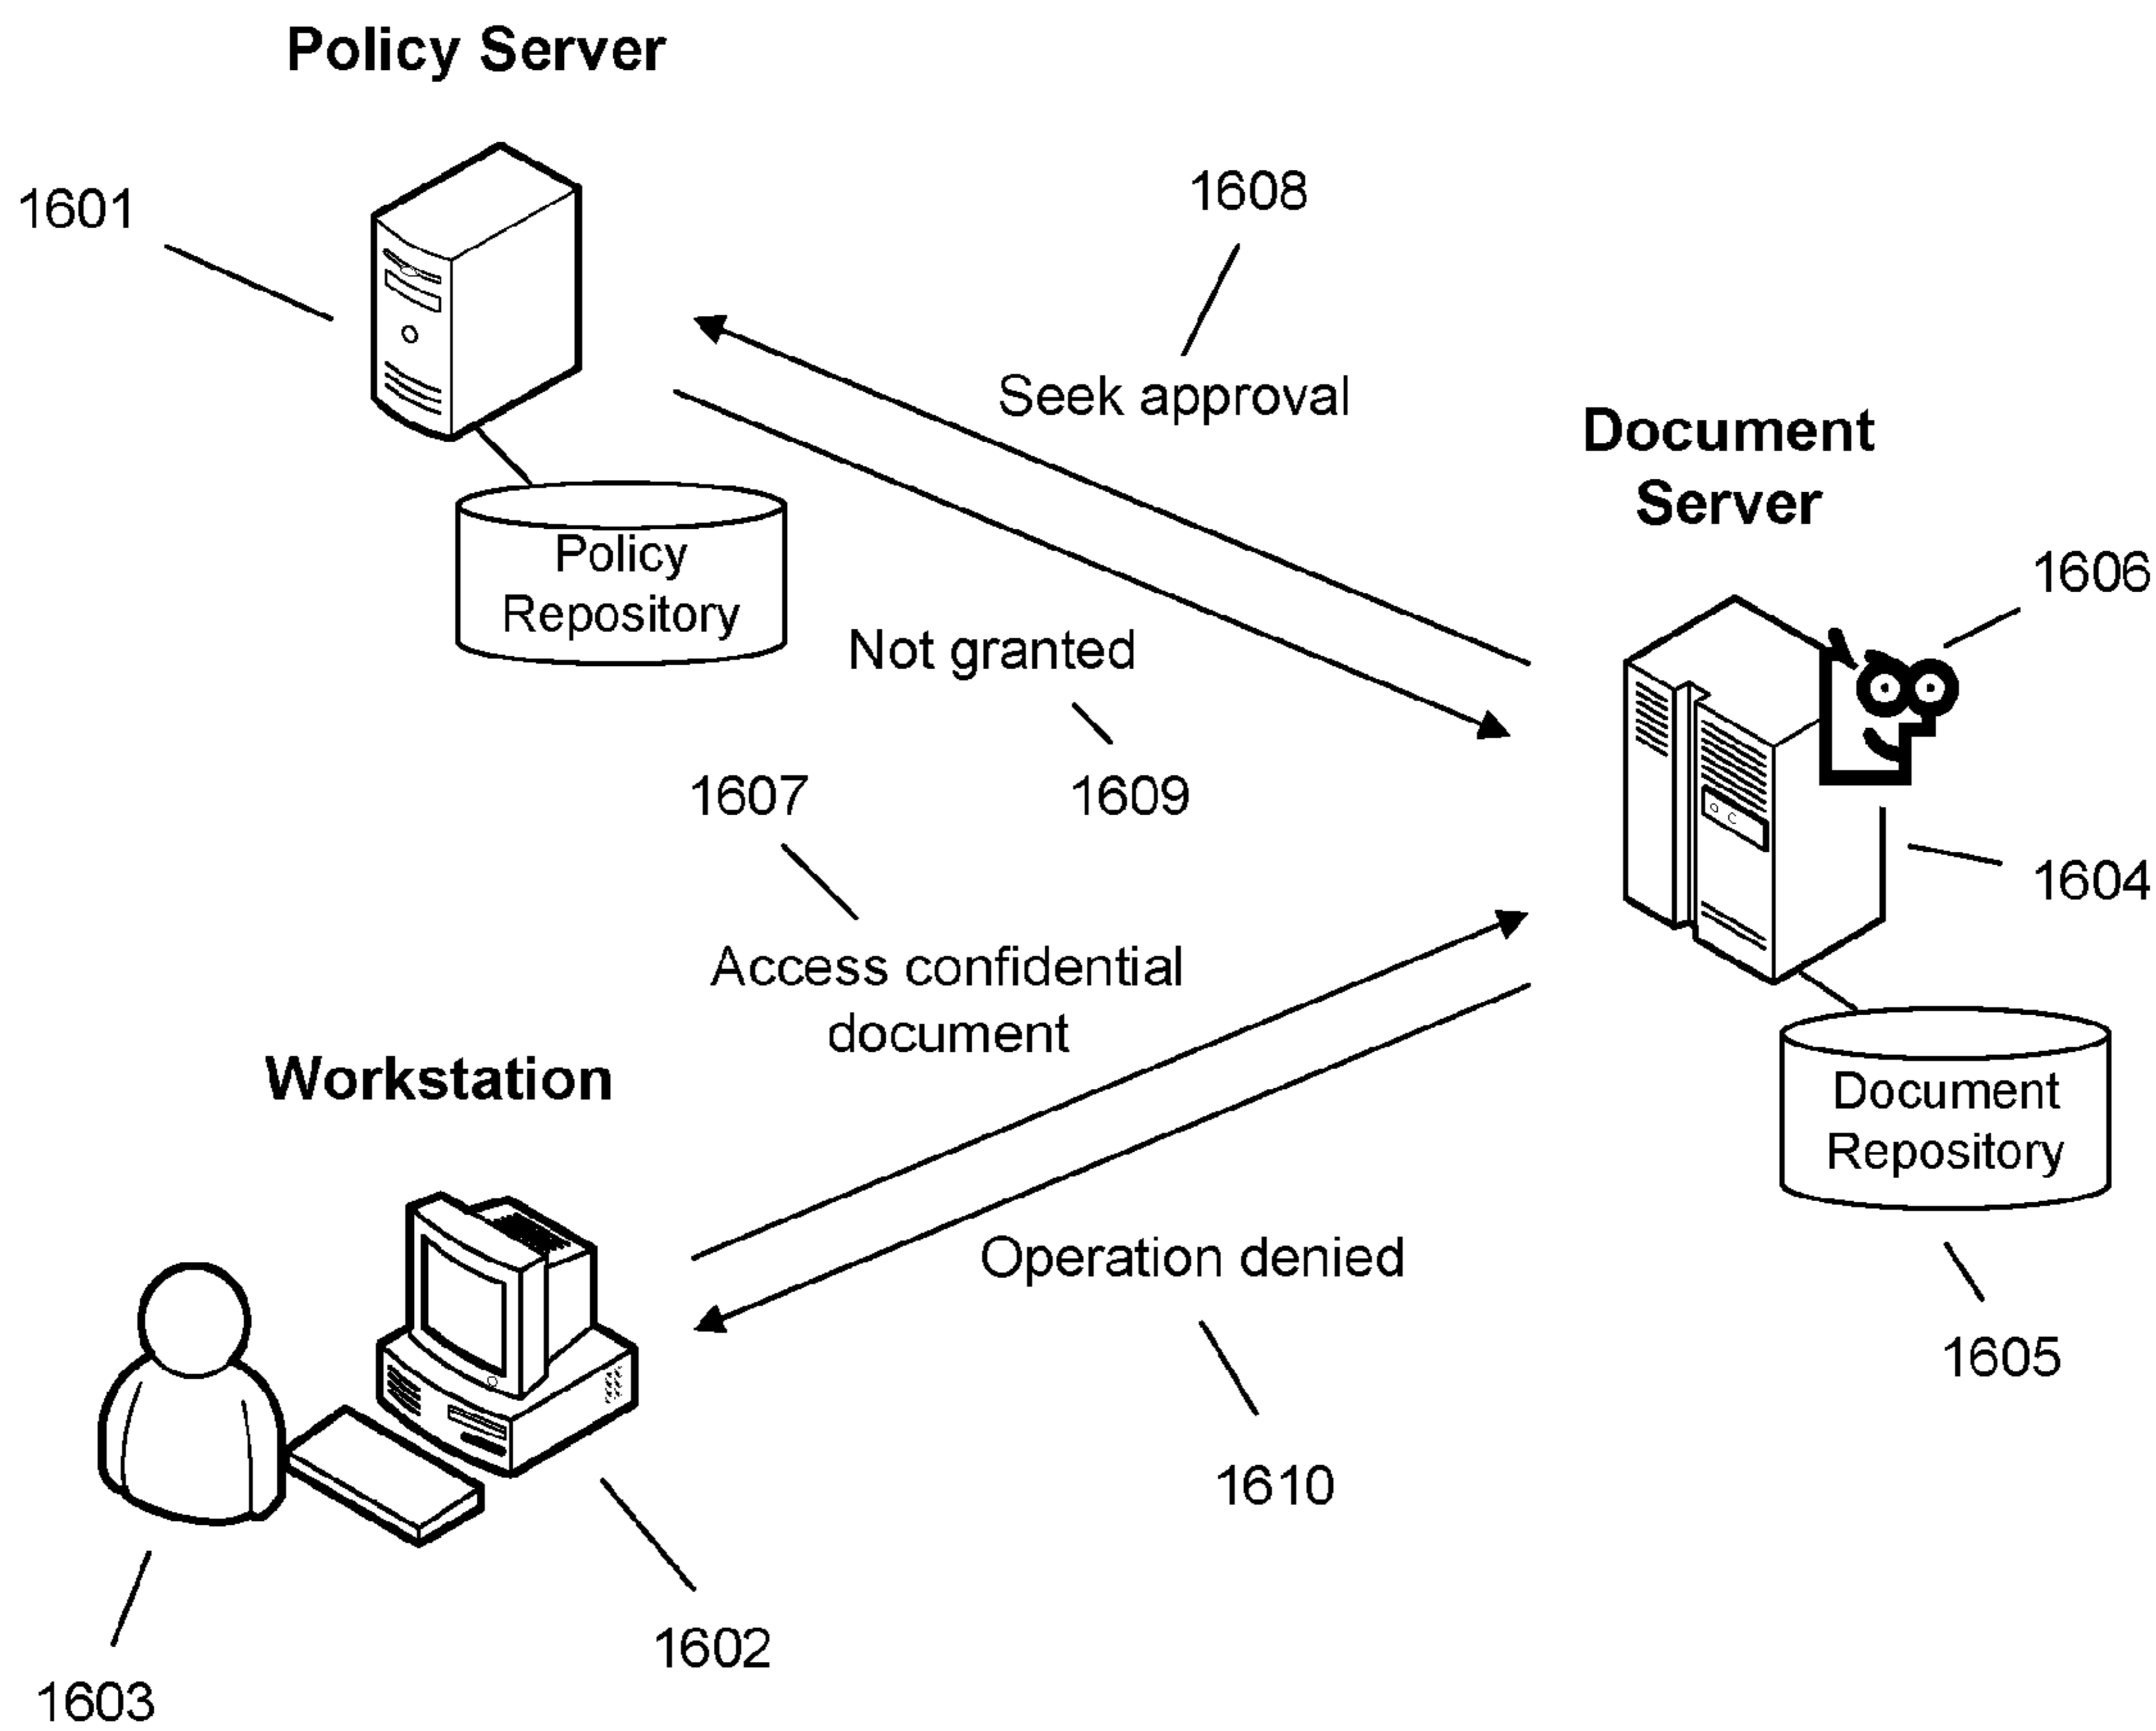 Policy Server
1601
1608
Seek approval
Document
Server
1606
Policy
Repository
Not granted
1607
1609
1604
Access confidential
document
Workstation
Document
Repository
Operation denied
1605
1610
1602
1603